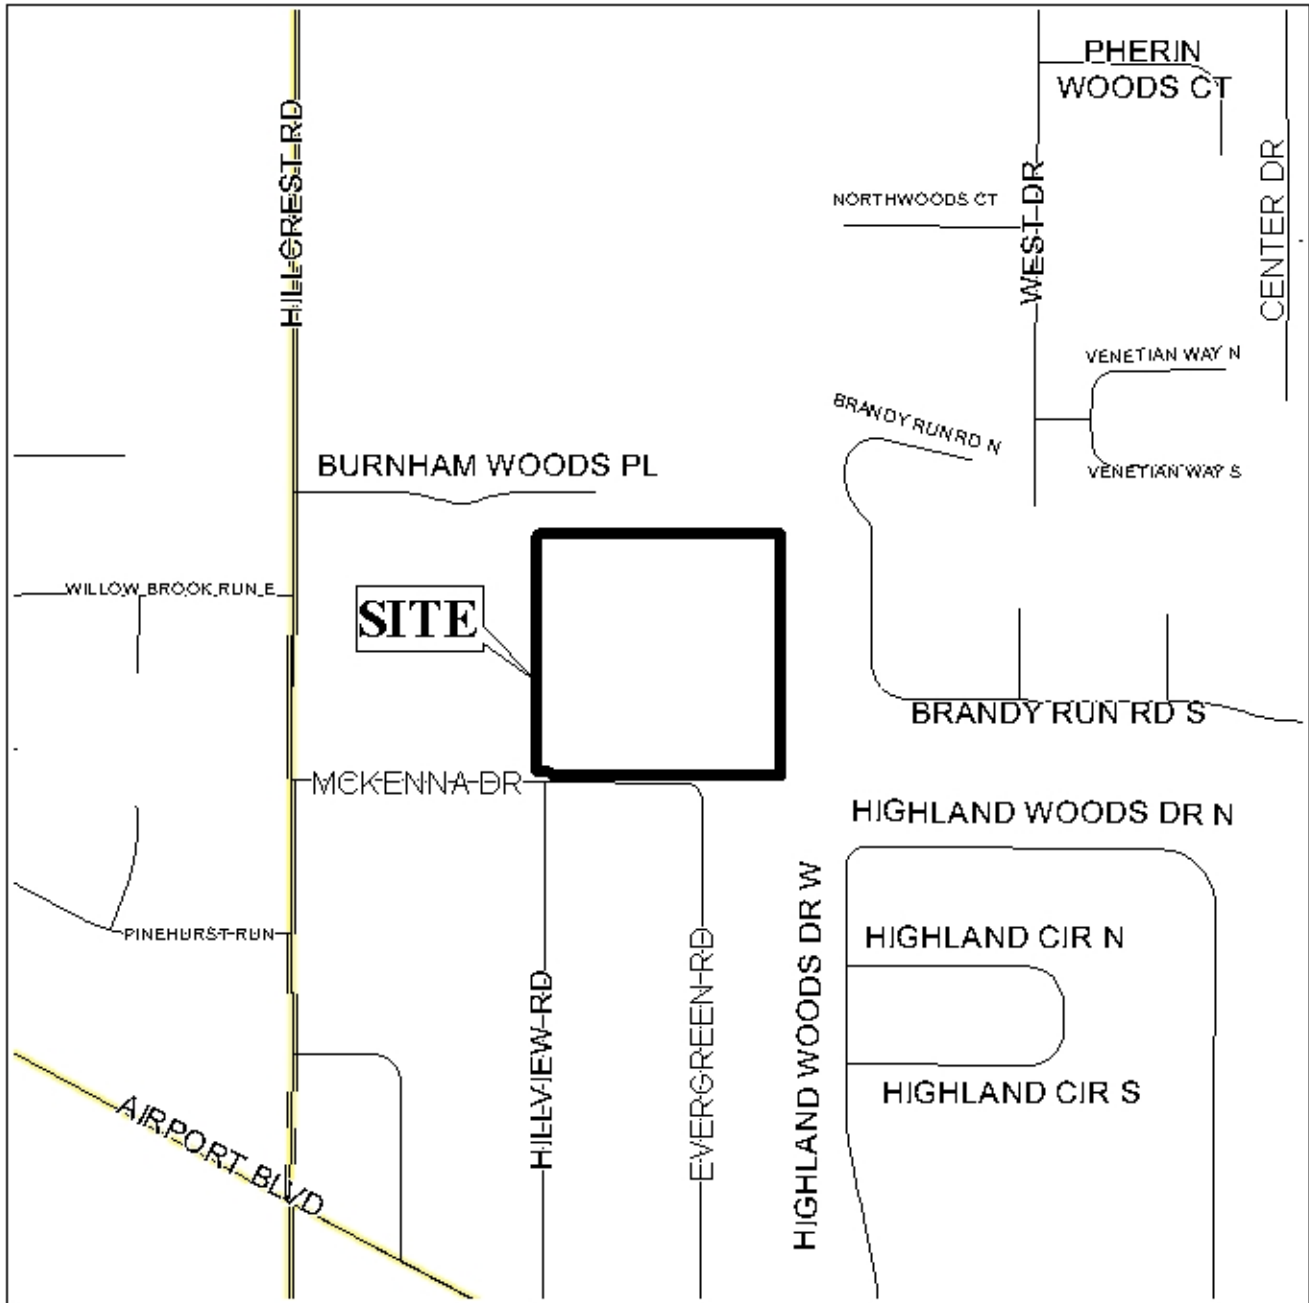 PHERIN
WOODS CT
HILLCREST RD
CENTER DR
WEST DR
NORTHWOODS CT
VENETIAN WAY N
BRANDY RUN RD N
BURNHAM WOODS PL
VENETIAN WAY S
WILLOW BROOK RUN E
SITE
BRANDY RUN RD S
MCKENNA DR
HIGHLAND WOODS DR N
HIGHLAND WOODS DR W
PINEHURST RUN
HIGHLAND CIR N
HILLVIEW RD
EVERGREEN RD
HIGHLAND CIR S
AIRPORT BLVD